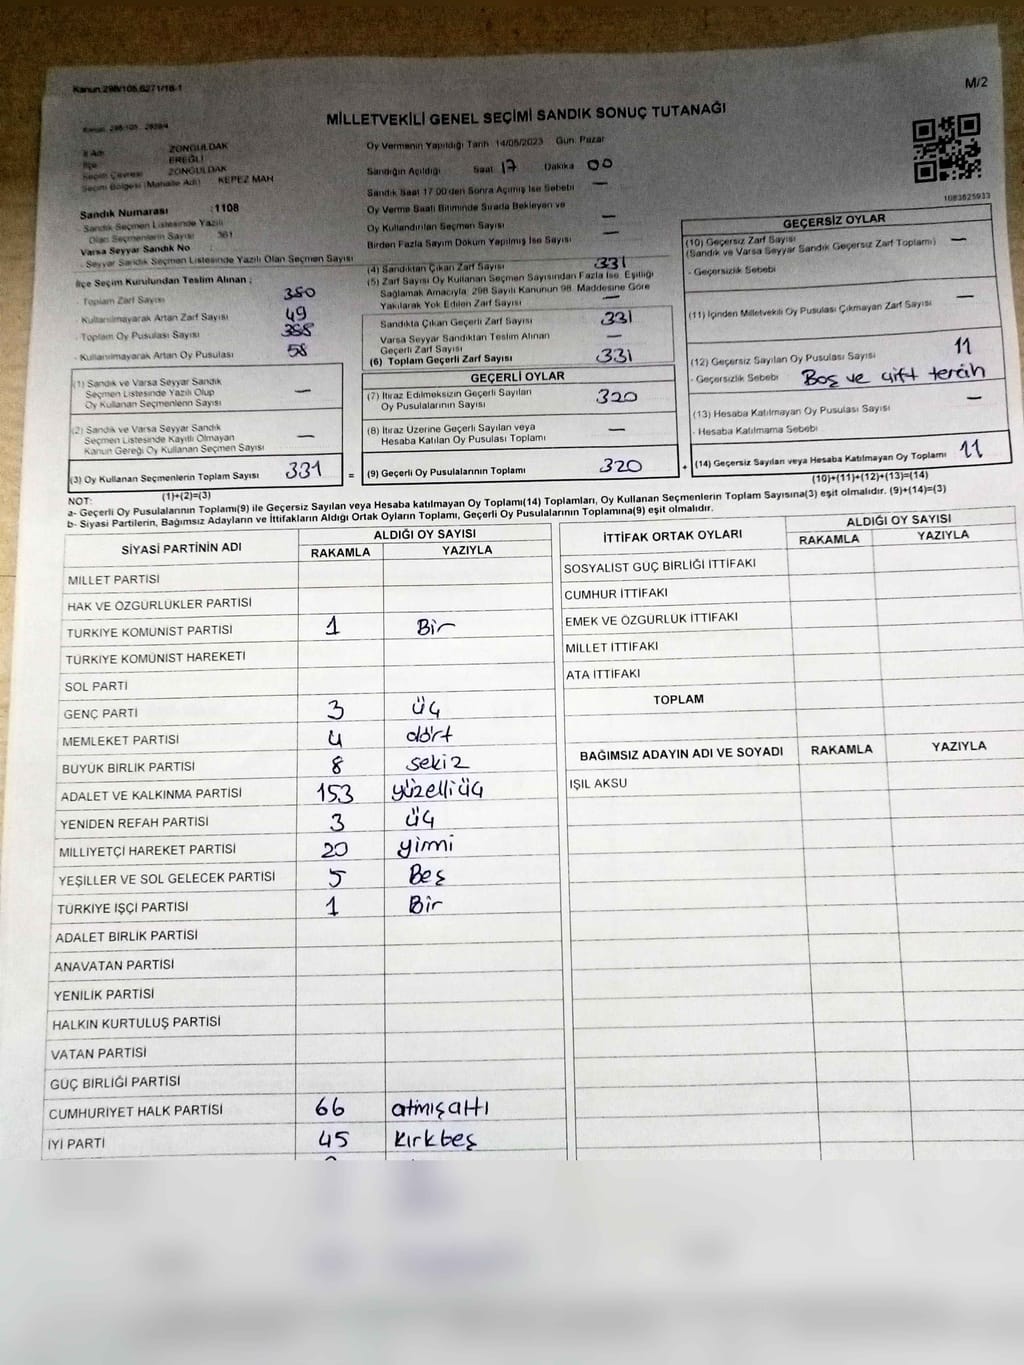 Kanun:298/105,6271/18-1
M/2
MİLLETVEKİLİ GENEL SEÇİMİ SANDIK SONUÇ TUTANAĞI
İl Adı ZONGULDAK
İlçe EREĞLİ
Seçim Çevresi ZONGULDAK
Seçim Bölgesi (Mahalle Adı) KEPEZ MAH
Sandık Numarası :1108
Sandık Seçmen Listesinde Yazılı
Olan Seçmenlerin Sayısı 361
Varsa Seyyar Sandık No :
- Seyyar Sandık Seçmen Listesinde Yazılı Olan Seçmen Sayısı
İlçe Seçim Kurulundan Teslim Alınan ;
- Toplam Zarf Sayısı 380
- Kullanılmayarak Artan Zarf Sayısı 49
- Toplam Oy Pusulası Sayısı
- Kullanılmayarak Artan Oy Pusulası 58
(1) Sandık ve Varsa Seyyar Sandık
Seçmen Listesinde Yazılı Olup
Oy Kullanan Seçmenlerin Sayısı —
(2) Sandık ve Varsa Seyyar Sandık
Seçmen Listesinde Kayıtlı Olmayan
Kanun Gereği Oy Kullanan Seçmen Sayısı —
(3) Oy Kullanan Seçmenlerin Toplam Sayısı 331 =
(1)+(2)=(3)
Oy Vermenin Yapıldığı Tarih 14/05/2023 Gün: Pazar
Sandığın Açıldığı Saat 17 Dakika 00
Sandık Saat 17.00'den Sonra Açılmış İse Sebebi —
Oy Verme Saati Bitiminde Sırada Bekleyen ve
Oy Kullandırılan Seçmen Sayısı —
Birden Fazla Sayım Döküm Yapılmış İse Sayısı —
(4) Sandıktan Çıkan Zarf Sayısı 331
(5) Zarf Sayısı Oy Kullanan Seçmen Sayısından Fazla İse, Eşitliği
Sağlamak Amacıyla, 298 Sayılı Kanunun 98. Maddesine Göre
Yakılarak Yok Edilen Zarf Sayısı —
Sandıkta Çıkan Geçerli Zarf Sayısı 331
Varsa Seyyar Sandıktan Teslim Alınan
Geçerli Zarf Sayısı —
(6) Toplam Geçerli Zarf Sayısı 331
GEÇERLİ OYLAR
(7) İtiraz Edilmeksizin Geçerli Sayılan
Oy Pusulalarının Sayısı 320
(8) İtiraz Üzerine Geçerli Sayılan veya
Hesaba Katılan Oy Pusulası Toplamı —
(9) Geçerli Oy Pusulalarının Toplamı 320 +
1083625933
GEÇERSİZ OYLAR
(10) Geçersiz Zarf Sayısı —
(Sandık ve Varsa Seyyar Sandık Geçersiz Zarf Toplamı)
- Geçersizlik Sebebi
(11) İçinden Milletvekili Oy Pusulası Çıkmayan Zarf Sayısı —
(12) Geçersiz Sayılan Oy Pusulası Sayısı 11
- Geçersizlik Sebebi Boş ve çift tercih
(13) Hesaba Katılmayan Oy Pusulası Sayısı —
- Hesaba Katılmama Sebebi
(14) Geçersiz Sayılan veya Hesaba Katılmayan Oy Toplamı 11
(10)+(11)+(12)+(13)=(14)
NOT:
a- Geçerli Oy Pusulalarının Toplamı(9) ile Geçersiz Sayılan veya Hesaba katılmayan Oy Toplamı(14) Toplamları, Oy Kullanan Seçmenlerin Toplam Sayısına(3) eşit olmalıdır. (9)+(14)=(3)
b- Siyasi Partilerin, Bağımsız Adayların ve İttifakların Aldığı Ortak Oyların Toplamı, Geçerli Oy Pusulalarının Toplamına(9) eşit olmalıdır.
SİYASİ PARTİNİN ADI ALDIĞI OY SAYISI
RAKAMLA YAZIYLA
MİLLET PARTİSİ
HAK VE ÖZGÜRLÜKLER PARTİSİ
TÜRKİYE KOMÜNİST PARTİSİ 1 Bir
TÜRKİYE KOMÜNİST HAREKETİ
SOL PARTİ
GENÇ PARTİ 3 üç
MEMLEKET PARTİSİ 4 dört
BÜYÜK BİRLİK PARTİSİ 8 sekiz
ADALET VE KALKINMA PARTİSİ 153 yüzelliüç
YENİDEN REFAH PARTİSİ 3 üç
MİLLİYETÇİ HAREKET PARTİSİ 20 yirmi
YEŞİLLER VE SOL GELECEK PARTİSİ 5 Beş
TÜRKİYE İŞÇİ PARTİSİ 1 Bir
ADALET BİRLİK PARTİSİ
ANAVATAN PARTİSİ
YENİLİK PARTİSİ
HALKIN KURTULUŞ PARTİSİ
VATAN PARTİSİ
GÜÇ BİRLİĞİ PARTİSİ
CUMHURİYET HALK PARTİSİ 66 atmışaltı
İYİ PARTİ 45 kırkbeş
İTTİFAK ORTAK OYLARI ALDIĞI OY SAYISI
RAKAMLA YAZIYLA
SOSYALİST GÜÇ BİRLİĞİ İTTİFAKI
CUMHUR İTTİFAKI
EMEK VE ÖZGÜRLÜK İTTİFAKI
MİLLET İTTİFAKI
ATA İTTİFAKI
TOPLAM
BAĞIMSIZ ADAYIN ADI VE SOYADI RAKAMLA YAZIYLA
IŞIL AKSU